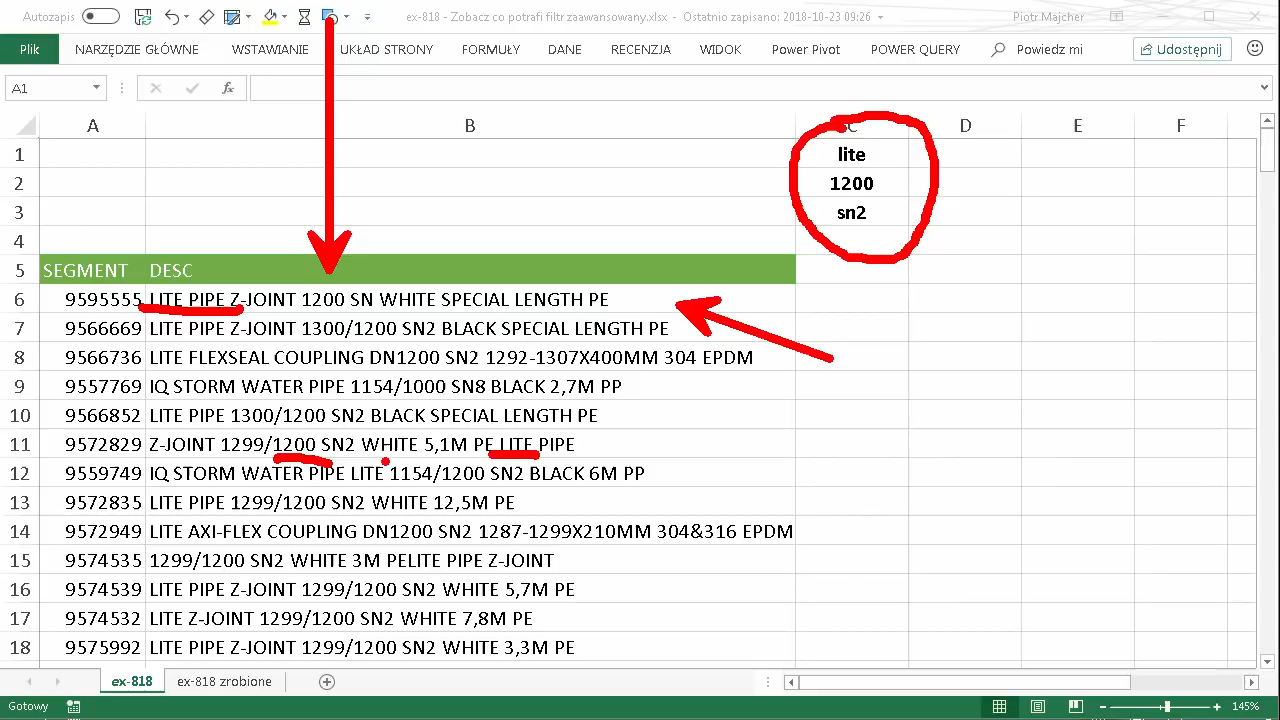 Autozapis ex-818 - Zobacz co potrafi filtr zaawansowany.xlsx - Ostatnio zapisano: 2018-10-23 09:26 Piotr Majcher
Plik NARZĘDZIE GŁÓWNE WSTAWIANIE UKŁAD STRONY FORMUŁY DANE RECENZJA WIDOK Power Pivot POWER QUERY Powiedz mi Udostępnij
A1 fx
A B C D E F
1 lite
2 1200
3 sn2
4
5 SEGMENT DESC
6 9595555 LITE PIPE Z-JOINT 1200 SN WHITE SPECIAL LENGTH PE
7 9566669 LITE PIPE Z-JOINT 1300/1200 SN2 BLACK SPECIAL LENGTH PE
8 9566736 LITE FLEXSEAL COUPLING DN1200 SN2 1292-1307X400MM 304 EPDM
9 9557769 IQ STORM WATER PIPE 1154/1000 SN8 BLACK 2,7M PP
10 9566852 LITE PIPE 1300/1200 SN2 BLACK SPECIAL LENGTH PE
11 9572829 Z-JOINT 1299/1200 SN2 WHITE 5,1M PE LITE PIPE
12 9559749 IQ STORM WATER PIPE LITE 1154/1200 SN2 BLACK 6M PP
13 9572835 LITE PIPE 1299/1200 SN2 WHITE 12,5M PE
14 9572949 LITE AXI-FLEX COUPLING DN1200 SN2 1287-1299X210MM 304&316 EPDM
15 9574535 1299/1200 SN2 WHITE 3M PELITE PIPE Z-JOINT
16 9574539 LITE PIPE Z-JOINT 1299/1200 SN2 WHITE 5,7M PE
17 9574532 LITE Z-JOINT 1299/1200 SN2 WHITE 7,8M PE
18 9575992 LITE PIPE Z-JOINT 1299/1200 SN2 WHITE 3,3M PE
ex-818 ex-818 zrobione
Gotowy 145%